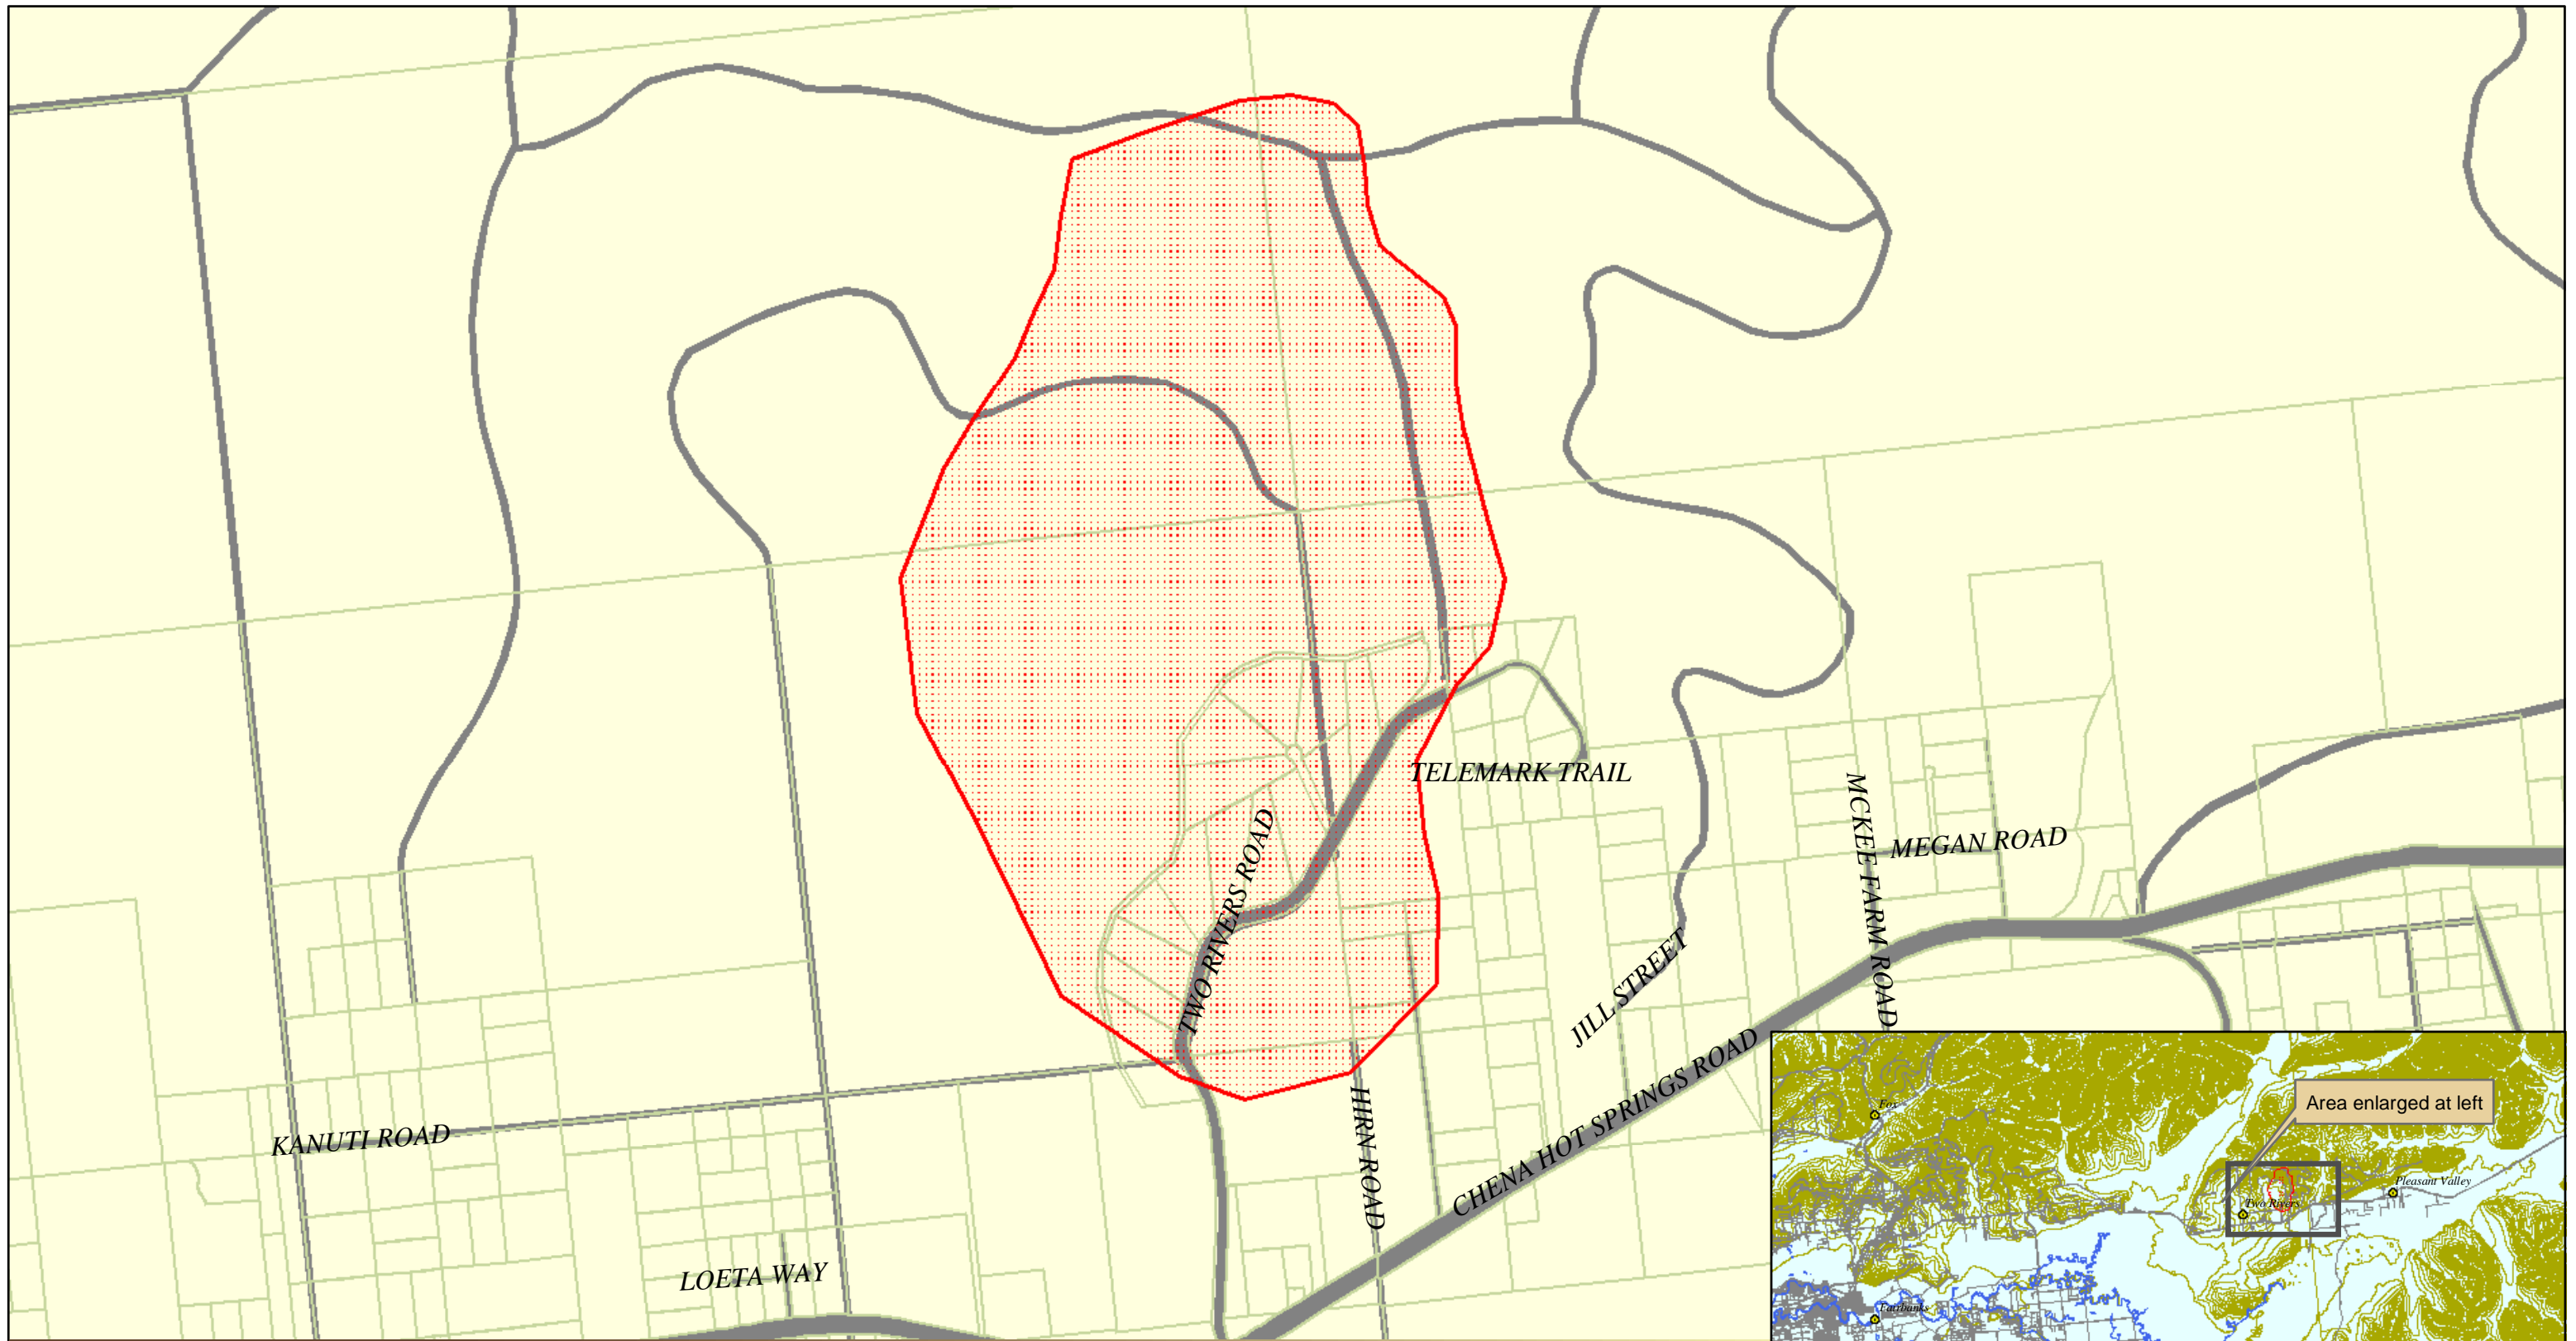 TELEMARK TRAIL
MCKEE FARM ROAD
MEGAN ROAD
TWO RIVERS ROAD
JILL STREET
CHENA HOT SPRINGS ROAD
KANUTI ROAD
HIRN ROAD
LOETA WAY
Area enlarged at left
Fox
Pleasant Valley
Two Rivers
Fairbanks